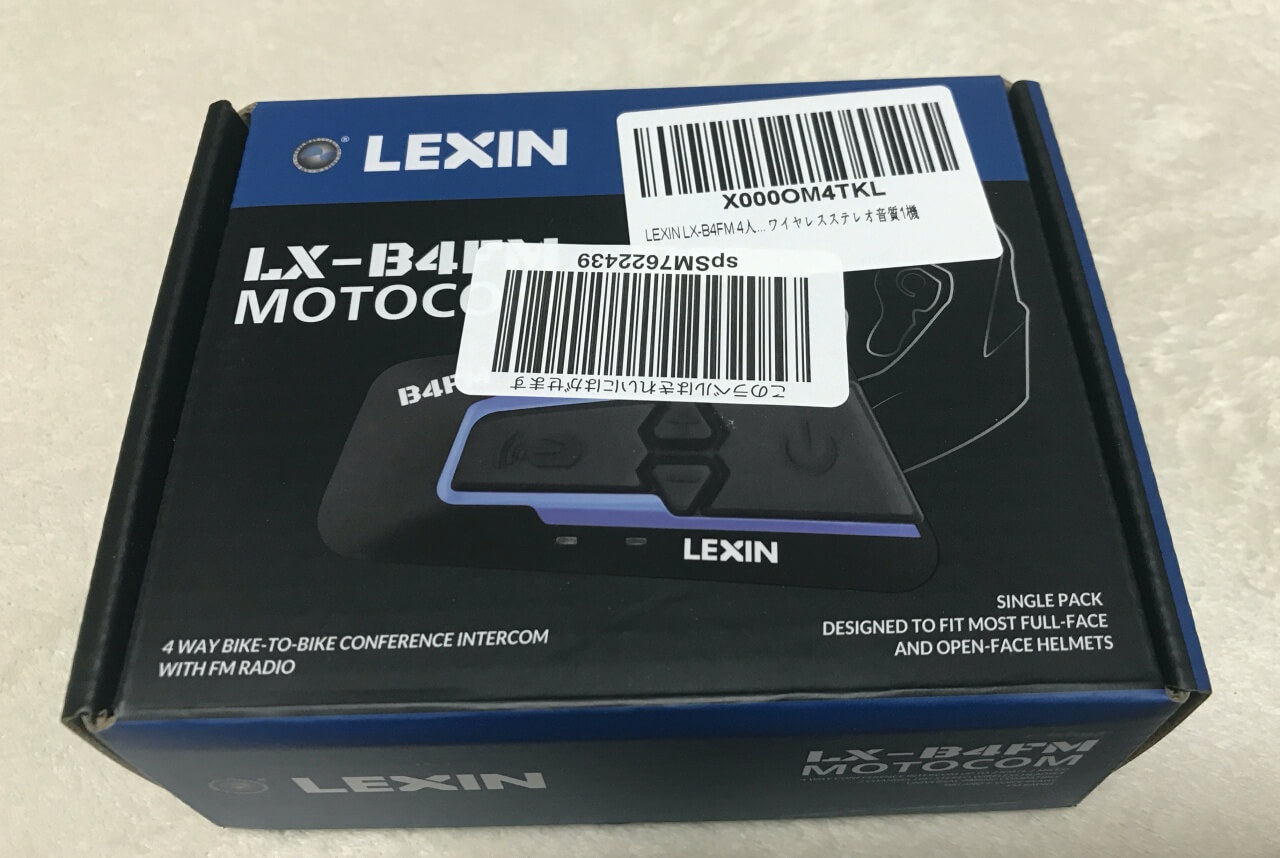 LEXIN
X000OM4TKL
LEXIN LX-B4FM 4人... ワイヤレスステレオ音質1機
LX-B4FM
MOTOCO
spSM7622439
このラベルはきれいにはがせます
B4F
LEXIN
4 WAY BIKE-TO-BIKE CONFERENCE INTERCOM
WITH FM RADIO
SINGLE PACK
DESIGNED TO FIT MOST FULL-FACE
AND OPEN-FACE HELMETS
LEXIN
LX-B4FM
MOTOCOM